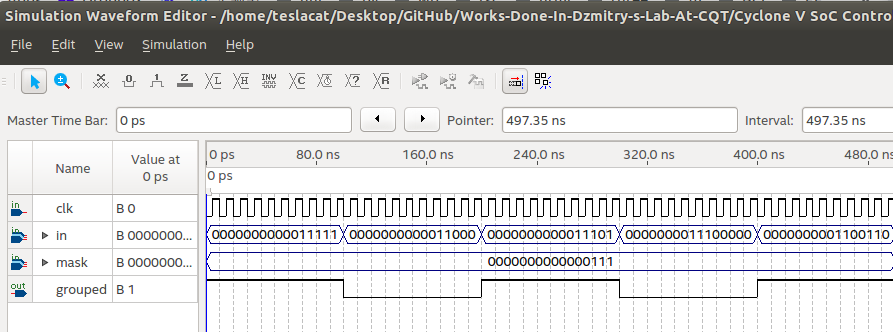 Simulation Waveform Editor - /home/teslacat/Desktop/GitHub/Works-Done-In-Dzmitry-s-Lab-At-CQT/Cyclone V SoC Contro
File Edit View Simulation Help
Master Time Bar: 0 ps Pointer: 497.35 ns Interval: 497.35 ns
Name Value at 0 ps 0 ps 80.0 ns 160.0 ns 240.0 ns 320.0 ns 400.0 ns 480.0 ns
0 ps
in clk B 0
in in B 0000000... 0000000000011111 0000000000011000 0000000000011101 0000000011100000 0000000001100110
in mask B 0000000... 0000000000000111
out grouped B 1